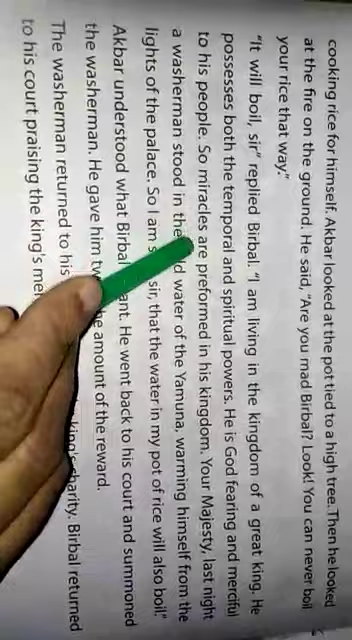 cooking rice for himself. Akbar looked at the pot tied to a high tree. Then he looked
at the fire on the ground. He said, "Are you mad Birbal? Look! You can never boil
your rice that way."
"It will boil, sir" replied Birbal. "I am living in the kingdom of a great king. He
possesses both the temporal and spiritual powers. He is God fearing and merciful
to his people. So miracles are preformed in his kingdom. Your Majesty, last night
a washerman stood in the water of the Yamuna, warming himself from the
lights of the palace. So I am sir, that the water in my pot of rice will also boil."
Akbar understood what Birbal He went back to his court and summoned
the washerman. He gave him the amount of the reward.
The washerman returned to his king's charity. Birbal returned
to his court praising the king's